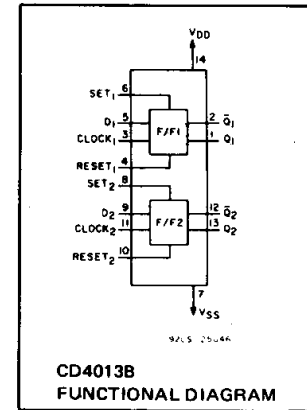 VDD
14
6
SET1
5
D1
2
Q̅1
F/F1
3
CLOCK1
1
Q1
4
RESET1
8
SET2
9
D2
12
Q̅2
F/F2
11
CLOCK2
13
Q2
10
RESET2
7
VSS
CD4013B
FUNCTIONAL DIAGRAM